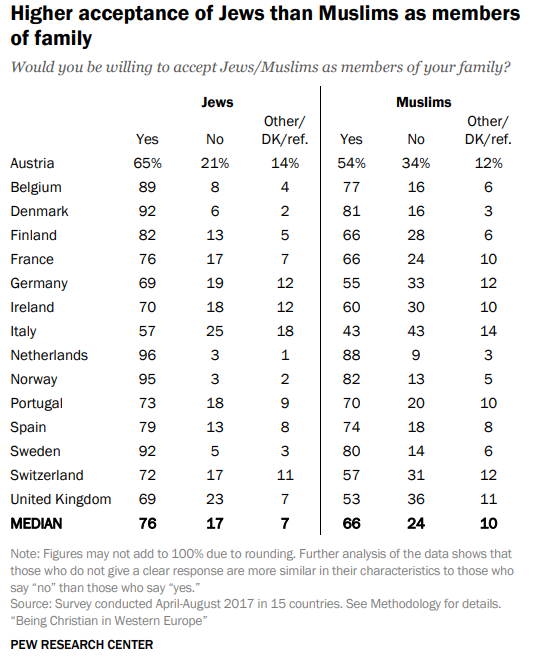 Higher acceptance of Jews than Muslims as members
of family
Would you be willing to accept Jews/Muslims as members of your family?
Jews Muslims
Other/ Other/
Yes No DK/ref. Yes No DK/ref.
Austria 65% 21% 14% 54% 34% 12%
Belgium 89 8 4 77 16 6
Denmark 92 6 2 81 16 3
Finland 82 13 5 66 28 6
France 76 17 7 66 24 10
Germany 69 19 12 55 33 12
Ireland 70 18 12 60 30 10
Italy 57 25 18 43 43 14
Netherlands 96 3 1 88 9 3
Norway 95 3 2 82 13 5
Portugal 73 18 9 70 20 10
Spain 79 13 8 74 18 8
Sweden 92 5 3 80 14 6
Switzerland 72 17 11 57 31 12
United Kingdom 69 23 7 53 36 11
MEDIAN 76 17 7 66 24 10
Note: Figures may not add to 100% due to rounding. Further analysis of the data shows that
those who do not give a clear response are more similar in their characteristics to those who
say “no” than those who say “yes.”
Source: Survey conducted April-August 2017 in 15 countries. See Methodology for details.
“Being Christian in Western Europe”
PEW RESEARCH CENTER